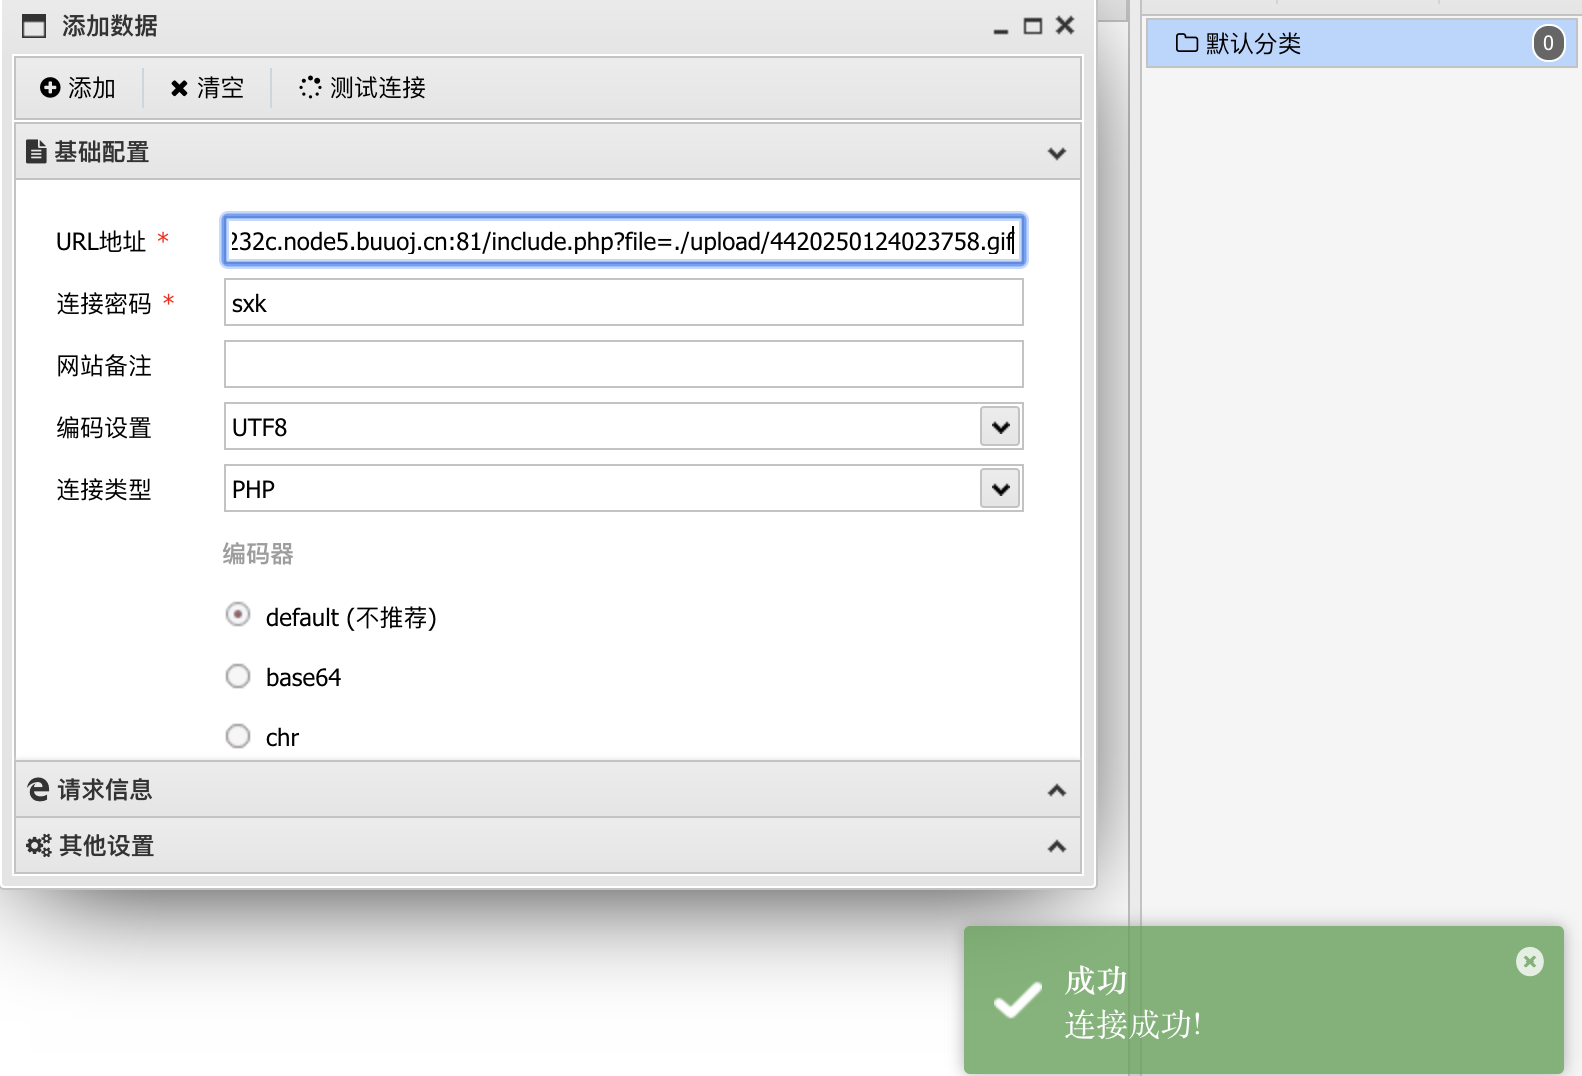 添加数据
添加 清空 测试连接
基础配置
URL地址 * 232c.node5.buuoj.cn:81/include.php?file=./upload/4420250124023758.gif
连接密码 * sxk
网站备注
编码设置 UTF8
连接类型 PHP
编码器
default (不推荐)
base64
chr
请求信息
其他设置
默认分类 0
成功
连接成功!